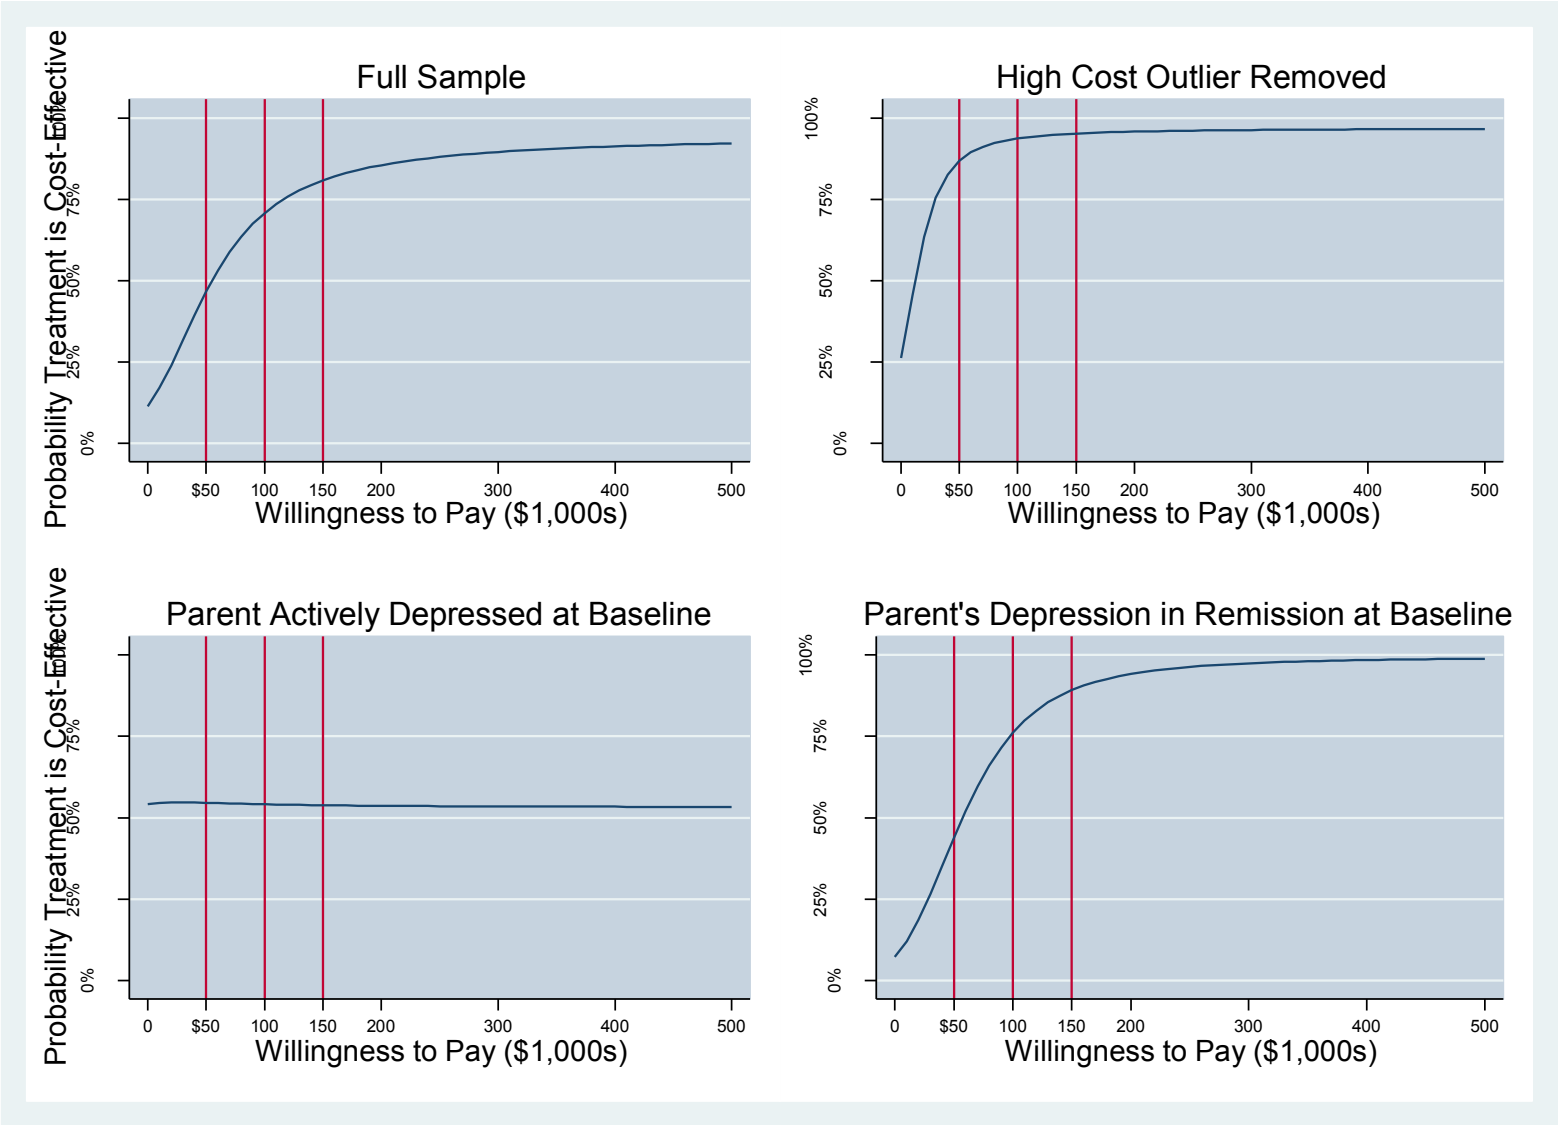 Full Sample
Probability Treatment is Cost-Effective
100%
75%
50%
25%
0%
0 $50 100 150 200 300 400 500
Willingness to Pay ($1,000s)
High Cost Outlier Removed
100%
75%
50%
25%
0%
0 $50 100 150 200 300 400 500
Willingness to Pay ($1,000s)
Parent Actively Depressed at Baseline
Probability Treatment is Cost-Effective
100%
75%
50%
25%
0%
0 $50 100 150 200 300 400 500
Willingness to Pay ($1,000s)
Parent's Depression in Remission at Baseline
100%
75%
50%
25%
0%
0 $50 100 150 200 300 400 500
Willingness to Pay ($1,000s)